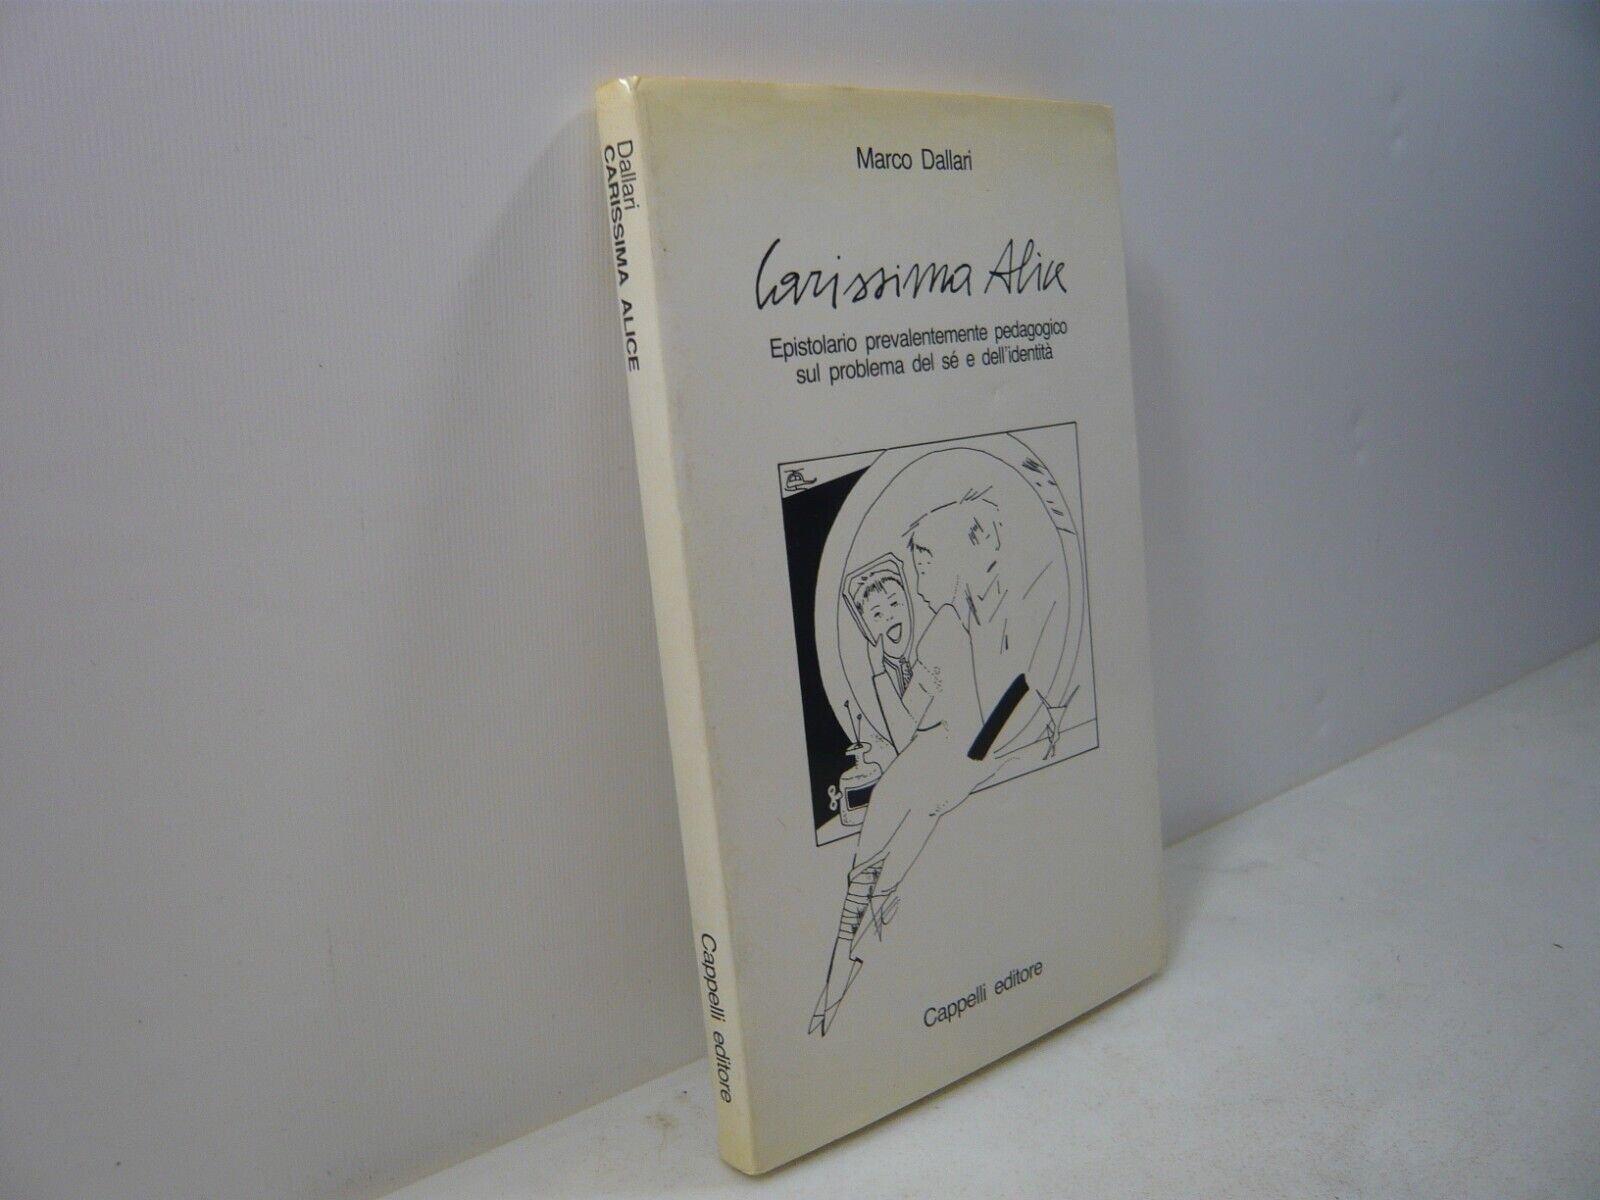 Dallari
CARISSIMA ALICE
Cappelli editore
Marco Dallari
Carissima Alice
Epistolario prevalentemente pedagogico
sul problema del sé e dell'identità
Cappelli editore